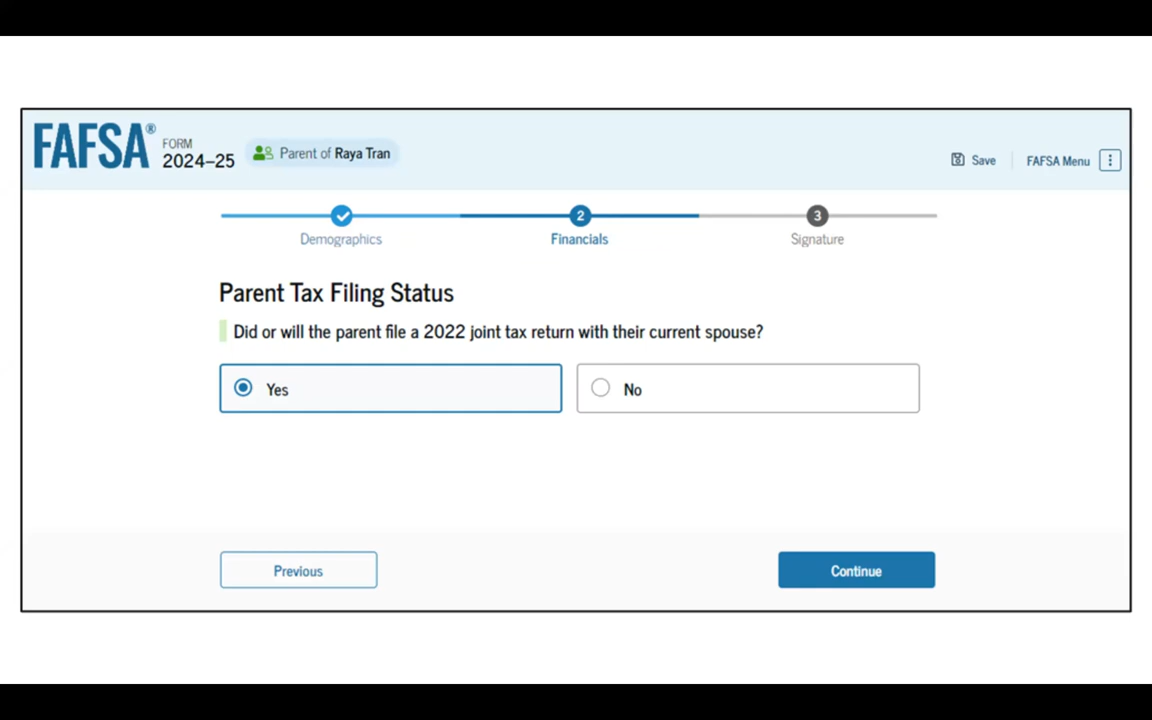 FAFSA®
FORM
2024–25
Parent of Raya Tran
Save
FAFSA Menu
2
3
Demographics
Financials
Signature
Parent Tax Filing Status
Did or will the parent file a 2022 joint tax return with their current spouse?
Yes
No
Previous
Continue